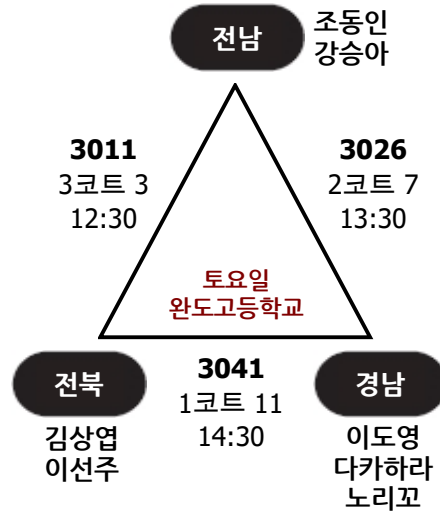 전남
조동인
강승아
3011
3코트 3
12:30
3026
2코트 7
13:30
토요일
완도고등학교
전북
김상엽
이선주
3041
1코트 11
14:30
경남
이도영
다카하라
노리꼬